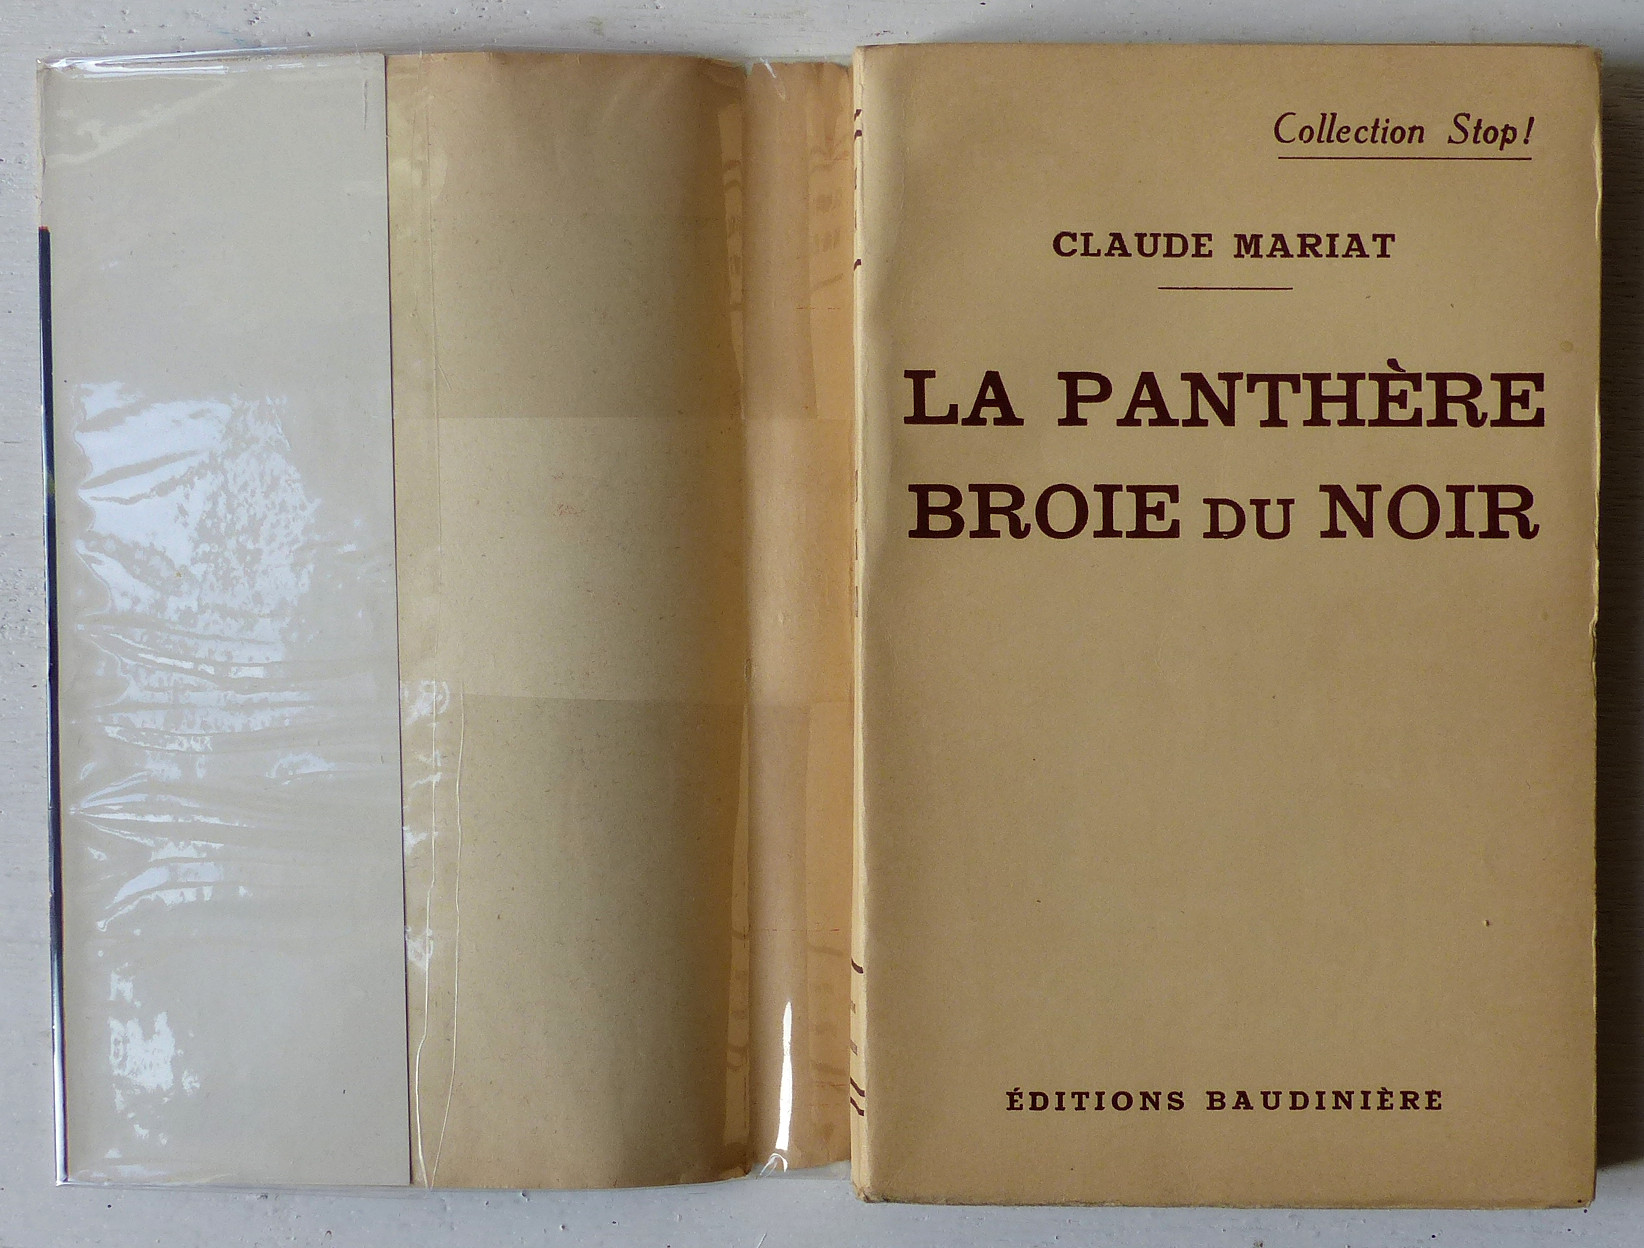 Collection Stop!
CLAUDE MARIAT
LA PANTHÈRE
BROIE DU NOIR
ÉDITIONS BAUDINIÈRE